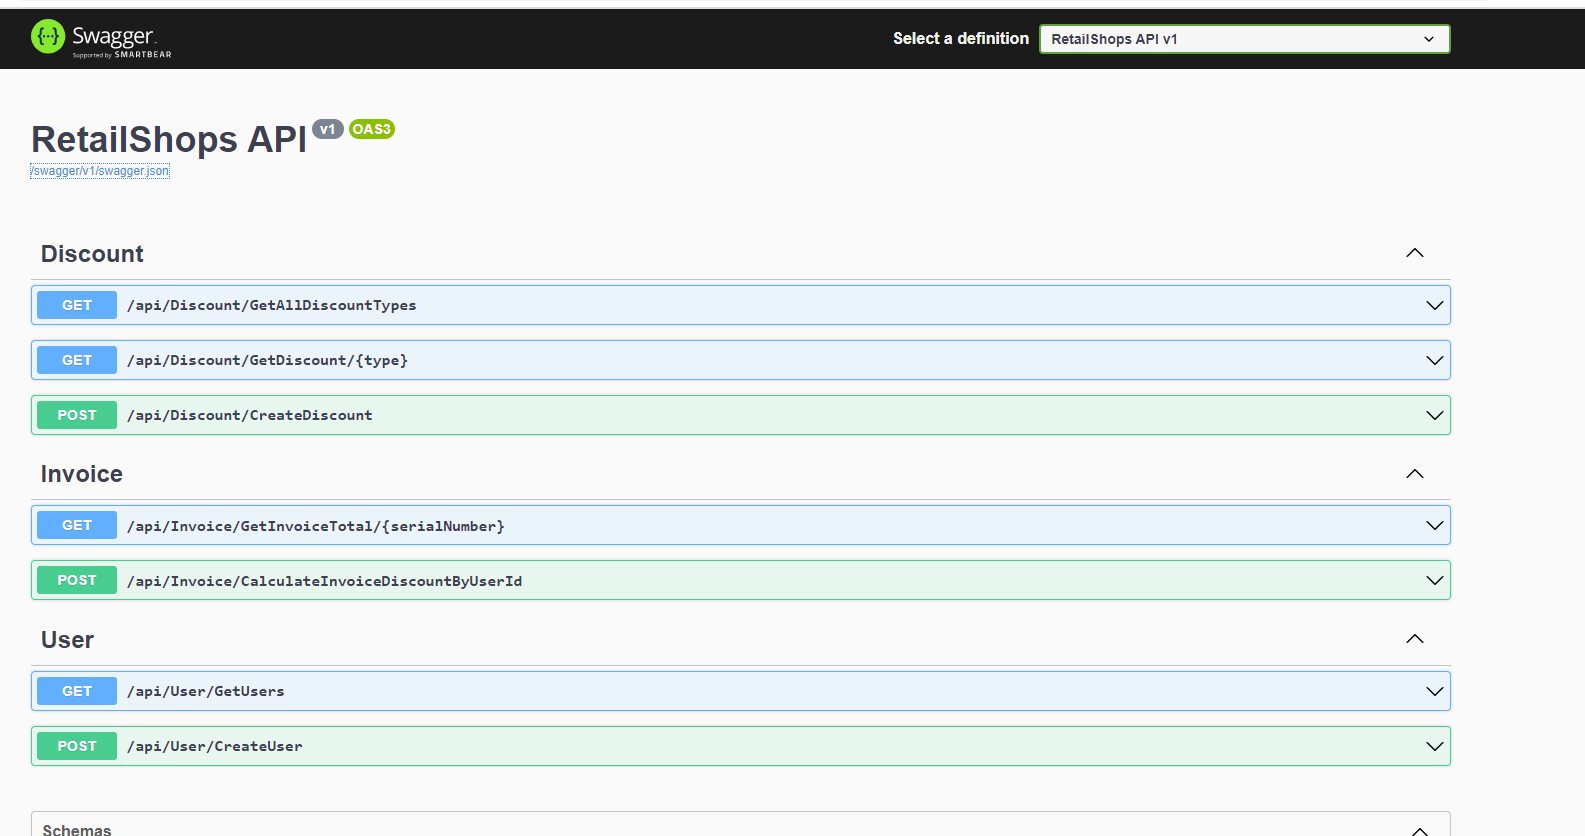 Swagger
Supported by SMARTBEAR
Select a definition
RetailShops API v1
RetailShops API v1 OAS3
/swagger/v1/swagger.json
Discount
GET /api/Discount/GetAllDiscountTypes
GET /api/Discount/GetDiscount/{type}
POST /api/Discount/CreateDiscount
Invoice
GET /api/Invoice/GetInvoiceTotal/{serialNumber}
POST /api/Invoice/CalculateInvoiceDiscountByUserId
User
GET /api/User/GetUsers
POST /api/User/CreateUser
Schemas